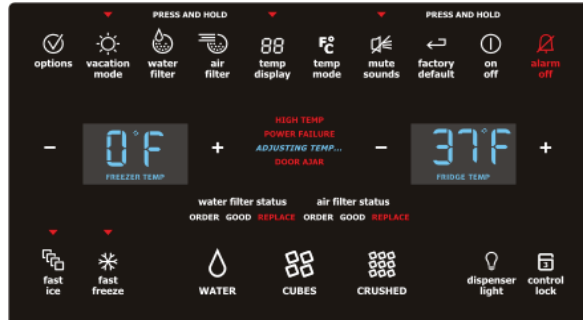 PRESS AND HOLD PRESS AND HOLD
88 F°C
options vacation mode water filter air filter temp display temp mode mute sounds factory default on off alarm off
HIGH TEMP
POWER FAILURE
0°F ADJUSTING TEMP... 37°F
DOOR AJAR
FREEZER TEMP FRIDGE TEMP
water filter status air filter status
ORDER GOOD REPLACE ORDER GOOD REPLACE
fast ice fast freeze WATER CUBES CRUSHED dispenser light control lock